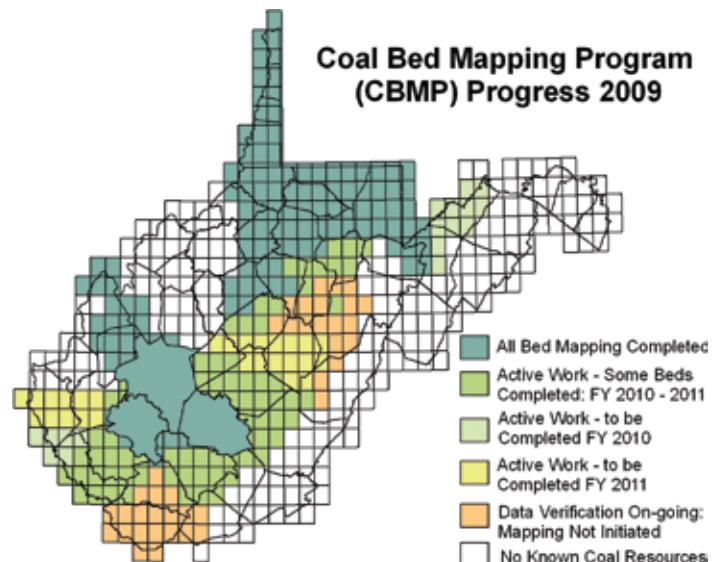 Coal Bed Mapping Program
(CBMP) Progress 2009
All Bed Mapping Completed
Active Work - Some Beds
Completed: FY 2010 - 2011
Active Work - to be
Completed FY 2010
Active Work - to be
Completed FY 2011
Data Verification On-going:
Mapping Not Initiated
No Known Coal Resources